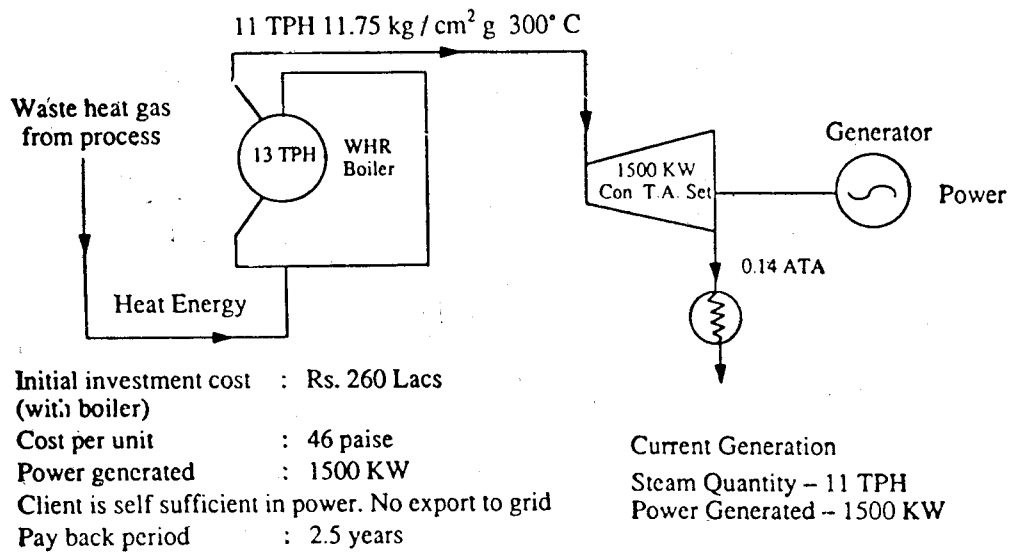 11 TPH 11.75 kg / cm² g 300° C
Waste heat gas
from process
13 TPH
WHR
Boiler
Heat Energy
1500 KW
Con T.A. Set
Generator
Power
0.14 ATA
Initial investment cost : Rs. 260 Lacs
(with boiler)
Cost per unit : 46 paise
Power generated : 1500 KW
Client is self sufficient in power. No export to grid
Pay back period : 2.5 years
Current Generation
Steam Quantity – 11 TPH
Power Generated – 1500 KW